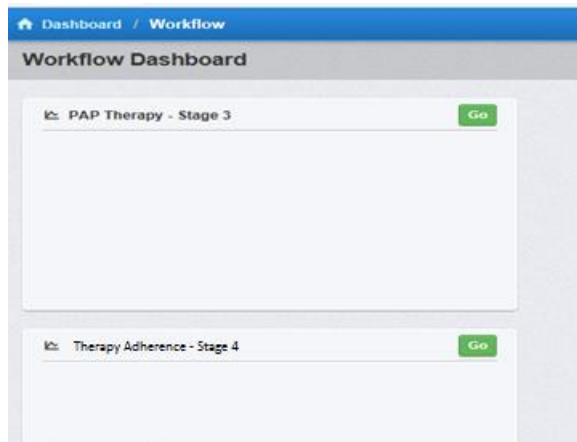 Dashboard / Workflow
Workflow Dashboard
PAP Therapy - Stage 3 Go
Therapy Adherence - Stage 4 Go